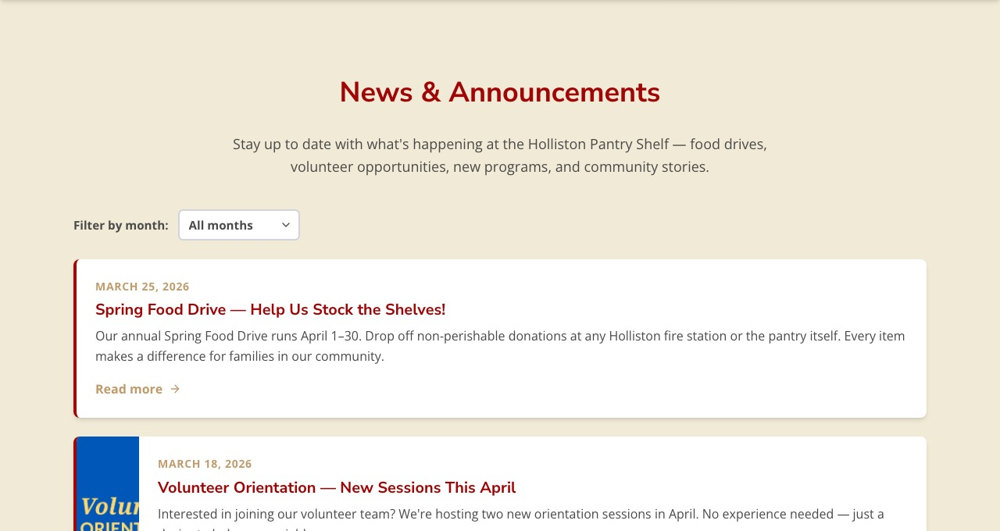 News & Announcements
Stay up to date with what's happening at the Holliston Pantry Shelf — food drives,
volunteer opportunities, new programs, and community stories.
Filter by month:
All months
MARCH 25, 2026
Spring Food Drive — Help Us Stock the Shelves!
Our annual Spring Food Drive runs April 1–30. Drop off non-perishable donations at any Holliston fire station or the pantry itself. Every item
makes a difference for families in our community.
Read more →
MARCH 18, 2026
Volunteer Orientation — New Sessions This April
Interested in joining our volunteer team? We're hosting two new orientation sessions in April. No experience needed — just a